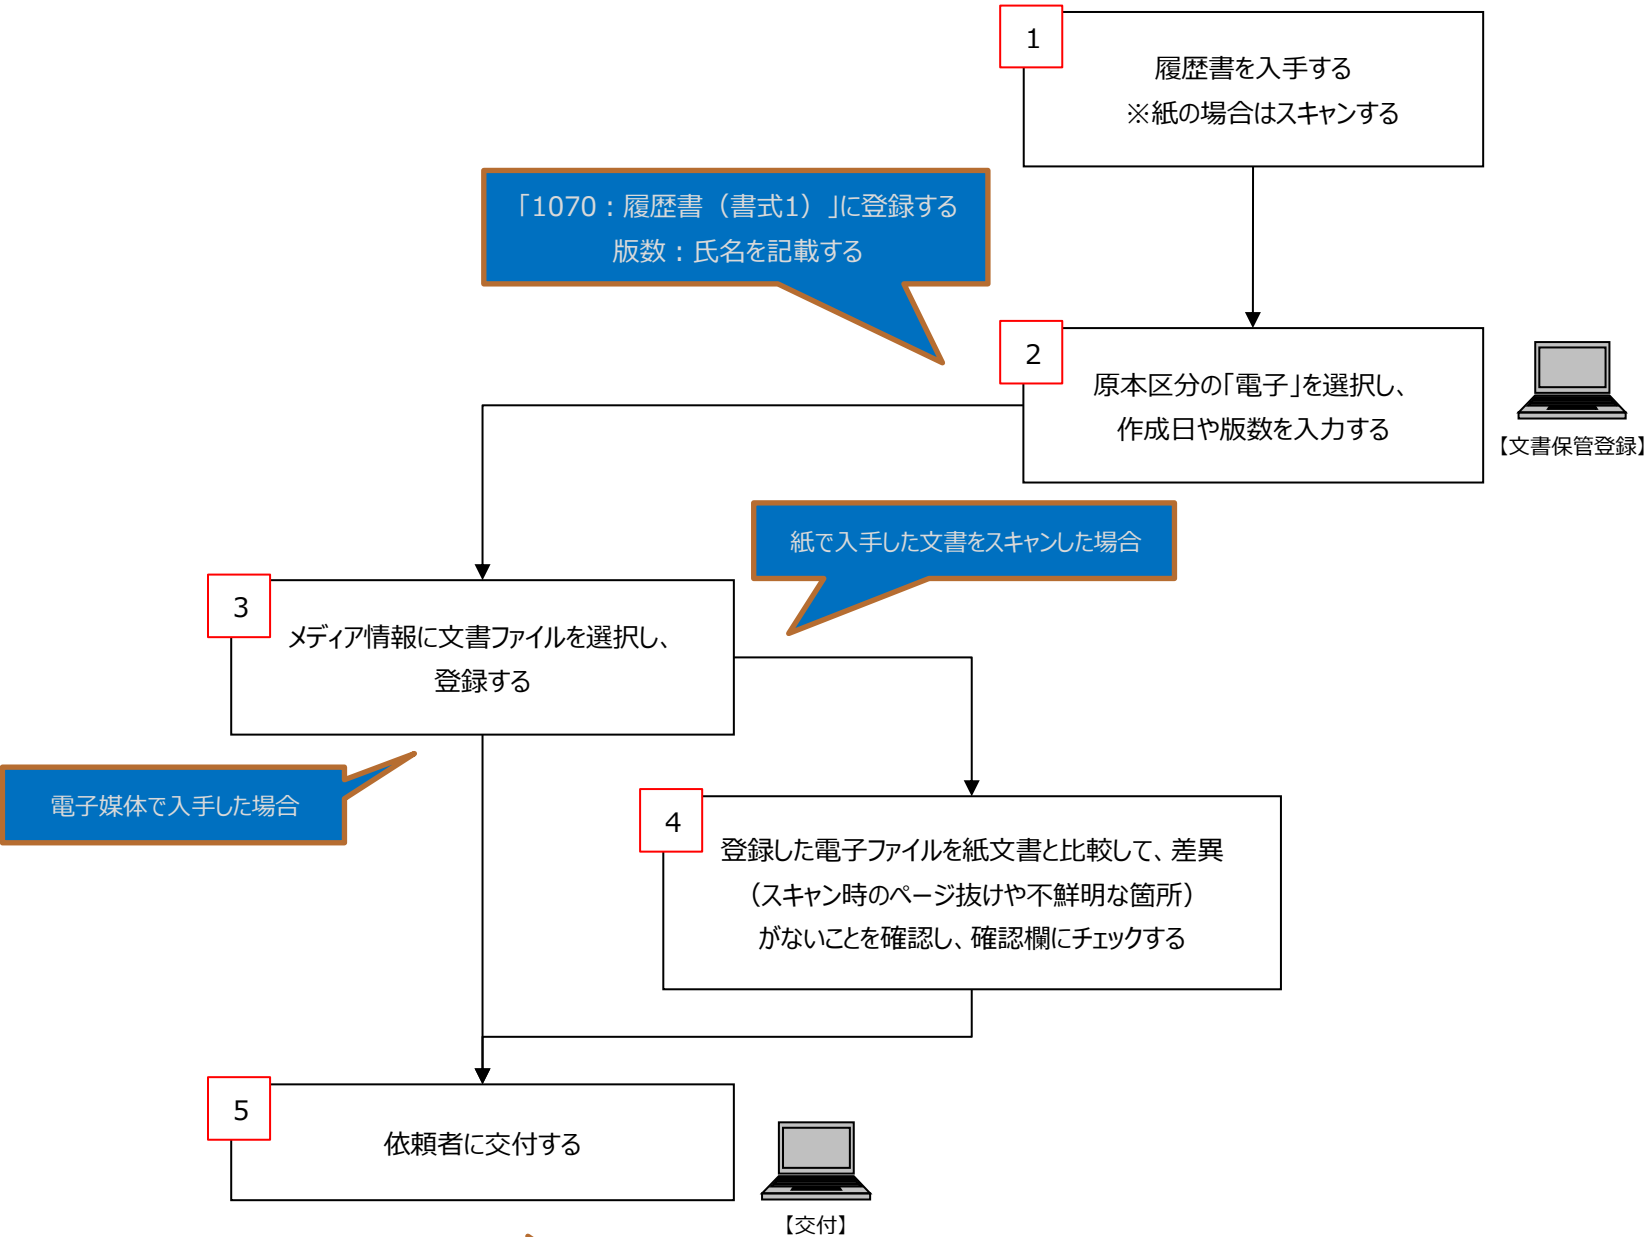 1
履歴書を入手する
※紙の場合はスキャンする
「1070：履歴書（書式1）」に登録する
版数：氏名を記載する
2
原本区分の「電子」を選択し、
作成日や版数を入力する
【文書保管登録】
紙で入手した文書をスキャンした場合
3
メディア情報に文書ファイルを選択し、
登録する
電子媒体で入手した場合
4
登録した電子ファイルを紙文書と比較して、差異
（スキャン時のページ抜けや不鮮明な箇所）
がないことを確認し、確認欄にチェックする
5
依頼者に交付する
【交付】